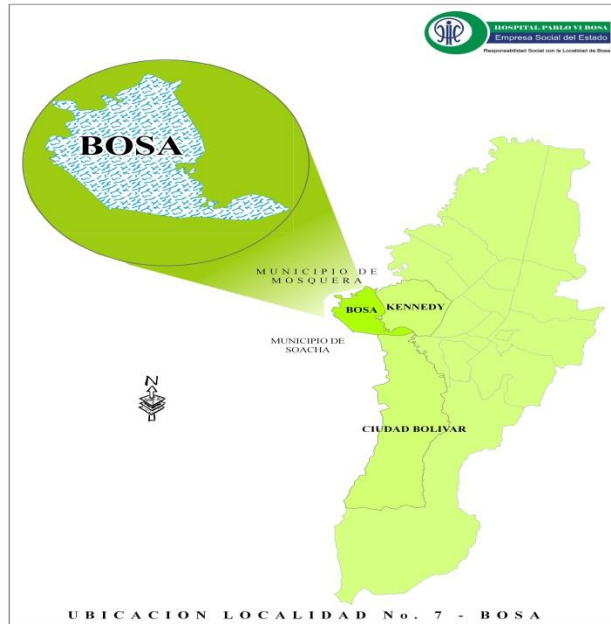 HOSPITAL PABLO VI BOSA
Empresa Social del Estado
Responsabilidad Social con la Localidad de Bosa
BOSA
MUNICIPIO DE
MOSQUERA
KENNEDY
BOSA
MUNICIPIO DE
SOACHA
N
CIUDAD BOLIVAR
UBICACION LOCALIDAD No. 7 - BOSA